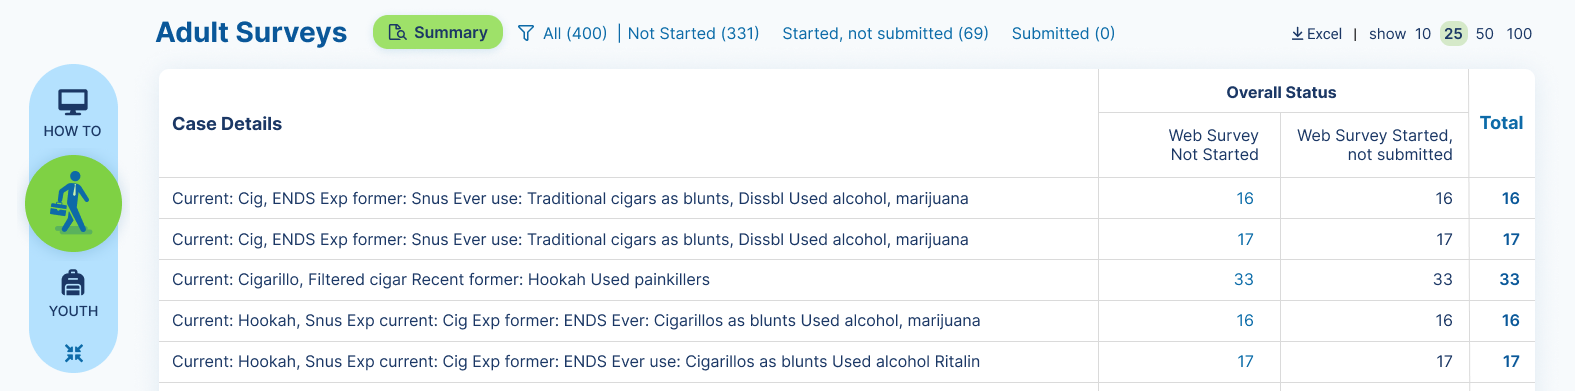 Adult Surveys
Summary
All (400) | Not Started (331) Started, not submitted (69) Submitted (0)
Excel | show 10 25 50 100
HOW TO
YOUTH
Case Details
Overall Status
Total
Web Survey
Not Started
Web Survey Started,
not submitted
Current: Cig, ENDS Exp former: Snus Ever use: Traditional cigars as blunts, Dissbl Used alcohol, marijuana 16 16 16
Current: Cig, ENDS Exp former: Snus Ever use: Traditional cigars as blunts, Dissbl Used alcohol, marijuana 17 17 17
Current: Cigarillo, Filtered cigar Recent former: Hookah Used painkillers 33 33 33
Current: Hookah, Snus Exp current: Cig Exp former: ENDS Ever: Cigarillos as blunts Used alcohol, marijuana 16 16 16
Current: Hookah, Snus Exp current: Cig Exp former: ENDS Ever use: Cigarillos as blunts Used alcohol Ritalin 17 17 17